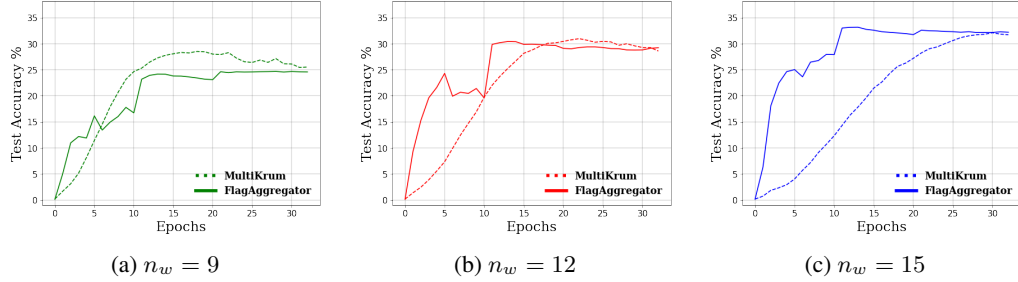 Test Accuracy %
35
30
25
20
15
10
5
0
MultiKrum
FlagAggregator
0 5 10 15 20 25 30
Epochs
(a) n_w = 9
Test Accuracy %
35
30
25
20
15
10
5
0
MultiKrum
FlagAggregator
0 5 10 15 20 25 30
Epochs
(b) n_w = 12
Test Accuracy %
35
30
25
20
15
10
5
0
MultiKrum
FlagAggregator
0 5 10 15 20 25 30
Epochs
(c) n_w = 15